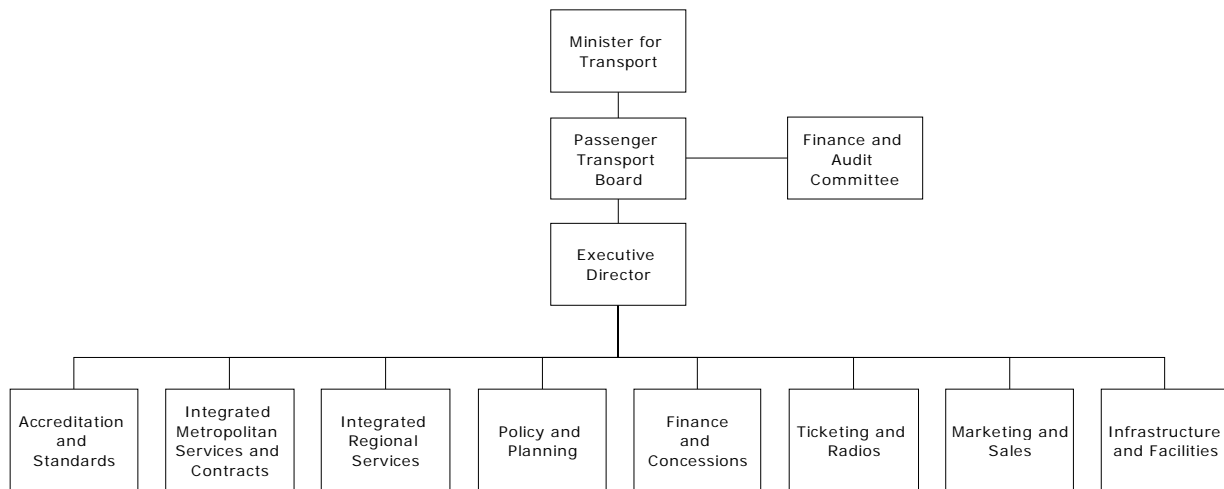 Minister for
Transport
Passenger
Transport
Board
Finance and
Audit
Committee
Executive
Director
Accreditation
and
Standards
Integrated
Metropolitan
Services and
Contracts
Integrated
Regional
Services
Policy and
Planning
Finance
and
Concessions
Ticketing and
Radios
Marketing and
Sales
Infrastructure
and Facilities